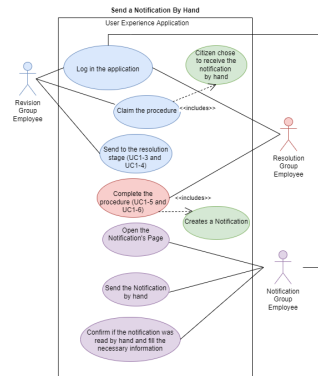 Send a Notification By Hand
User Experience Application
Log in the application
Citizen chose
to receive the
notification
by hand
Revision
Group
Employee
Claim the procedure
<<includes>>
Send to the resolution
stage (UC1-3 and
UC1-4)
Resolution
Group
Employee
Complete the
procedure (UC1-5 and
UC1-6)
<<includes>>
Creates a Notification
Open the
Notification's Page
Send the Notification
by hand
Notification
Group
Employee
Confirm if the notification was
read by hand and fill the
necessary information